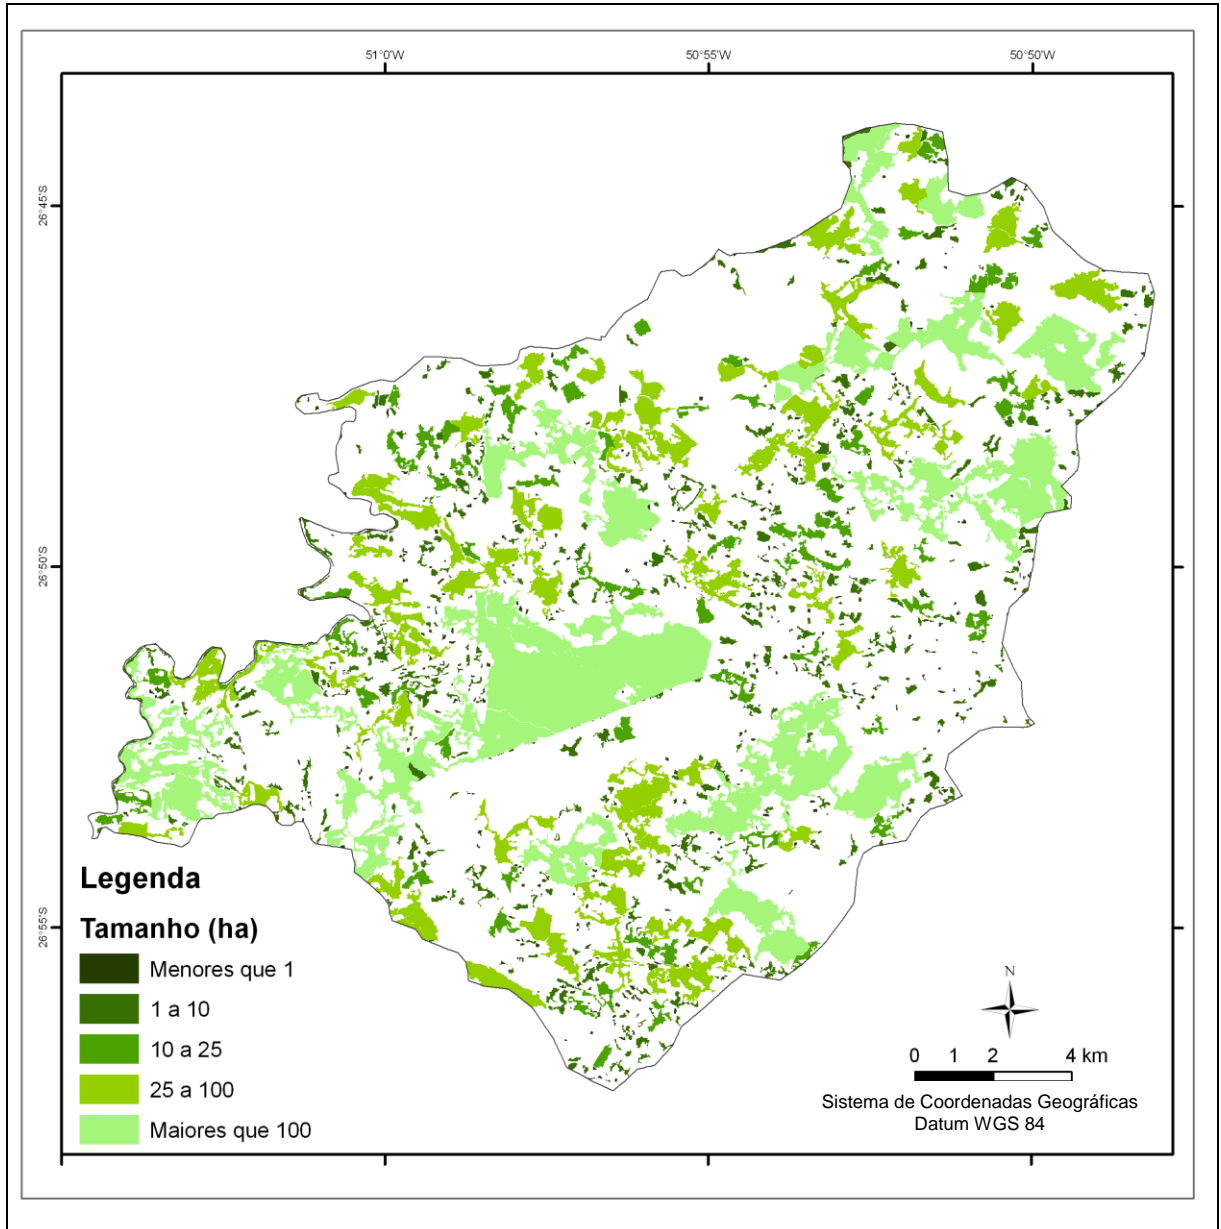 51°0'W 50°55'W 50°50'W
26°45'S
26°50'S
26°55'S
Legenda
Tamanho (ha)
Menores que 1
1 a 10
10 a 25
25 a 100
Maiores que 100
N
0 1 2 4 km
Sistema de Coordenadas Geográficas
Datum WGS 84